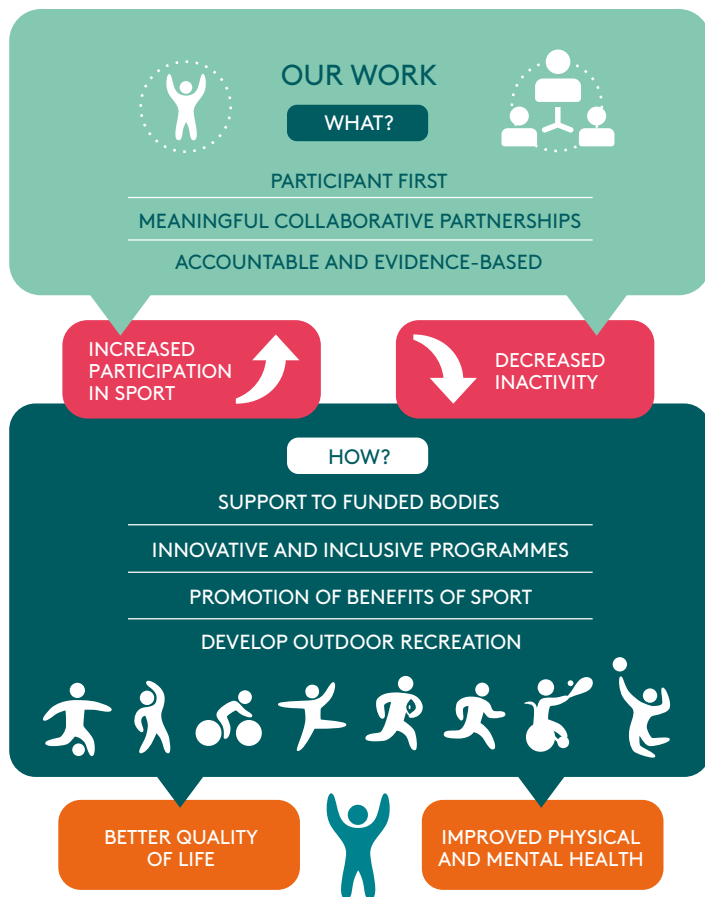 OUR WORK
WHAT?
PARTICIPANT FIRST
MEANINGFUL COLLABORATIVE PARTNERSHIPS
ACCOUNTABLE AND EVIDENCE-BASED
INCREASED
PARTICIPATION
IN SPORT
DECREASED
INACTIVITY
HOW?
SUPPORT TO FUNDED BODIES
INNOVATIVE AND INCLUSIVE PROGRAMMES
PROMOTION OF BENEFITS OF SPORT
DEVELOP OUTDOOR RECREATION
BETTER QUALITY
OF LIFE
IMPROVED PHYSICAL
AND MENTAL HEALTH